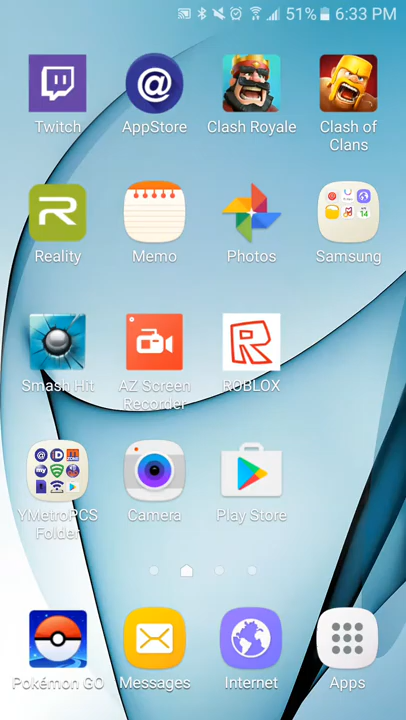 51% 6:33 PM
Twitch
AppStore
Clash Royale
Clash of
Clans
Reality
Memo
Photos
Samsung
Smash Hit
AZ Screen
Recorder
ROBLOX
YMetroPCS
Folder
Camera
Play Store
Pokémon GO
Messages
Internet
Apps